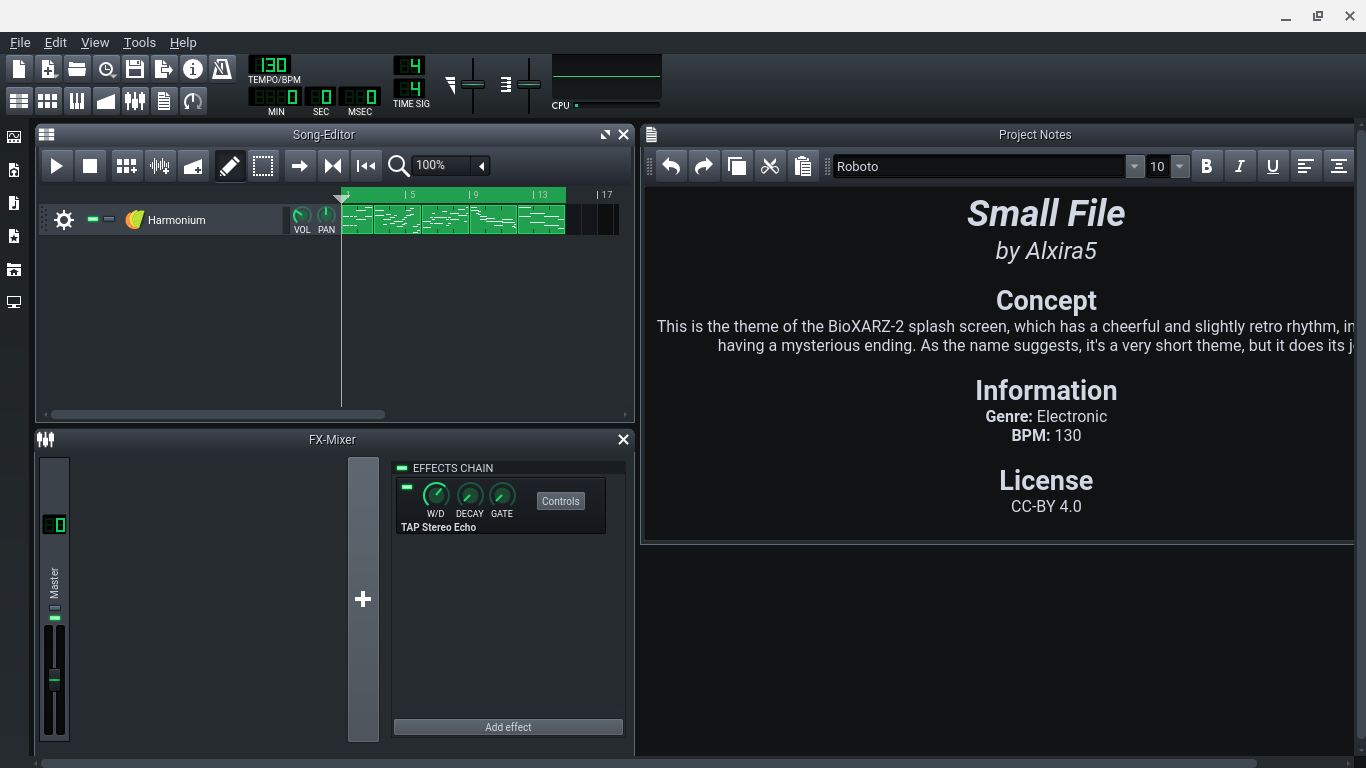 File Edit View Tools Help
130
TEMPO/BPM
0 0 0
MIN SEC MSEC
4
4
TIME SIG
CPU
Song-Editor
100%
5 9 13 17
Harmonium
VOL PAN
FX-Mixer
0
Master
EFFECTS CHAIN
W/D DECAY GATE
Controls
TAP Stereo Echo
Add effect
Project Notes
Roboto 10 B I U
Small File
by Alxira5
Concept
This is the theme of the BioXARZ-2 splash screen, which has a cheerful and slightly retro rhythm, in
having a mysterious ending. As the name suggests, it's a very short theme, but it does its j
Information
Genre: Electronic
BPM: 130
License
CC-BY 4.0